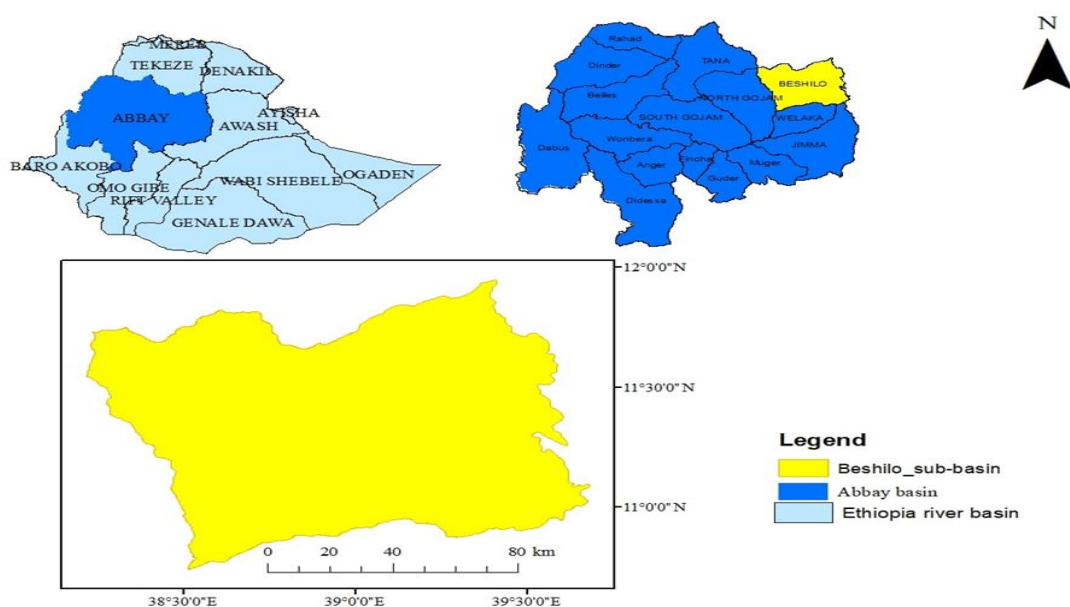 MEREB
TEKEZE
DENAKIL
ABBAY
AYISHA
AWASH
BARO AKOBO
OMO GIBE
WABI SHEBELE
OGADEN
RIFT VALLEY
GENALE DAWA
Rahad
TANA
Dinder
BESHILO
Belles
NORTH GOJAM
SOUTH GOJAM
WELAKA
Dabus
Wonbera
JIMMA
Anger
Fincha
Muger
Guder
Didessa
N
12°0'0"N
11°30'0"N
11°0'0"N
0 20 40 80 km
38°30'0"E 39°0'0"E 39°30'0"E
Legend
Beshilo_sub-basin
Abbay basin
Ethiopia river basin